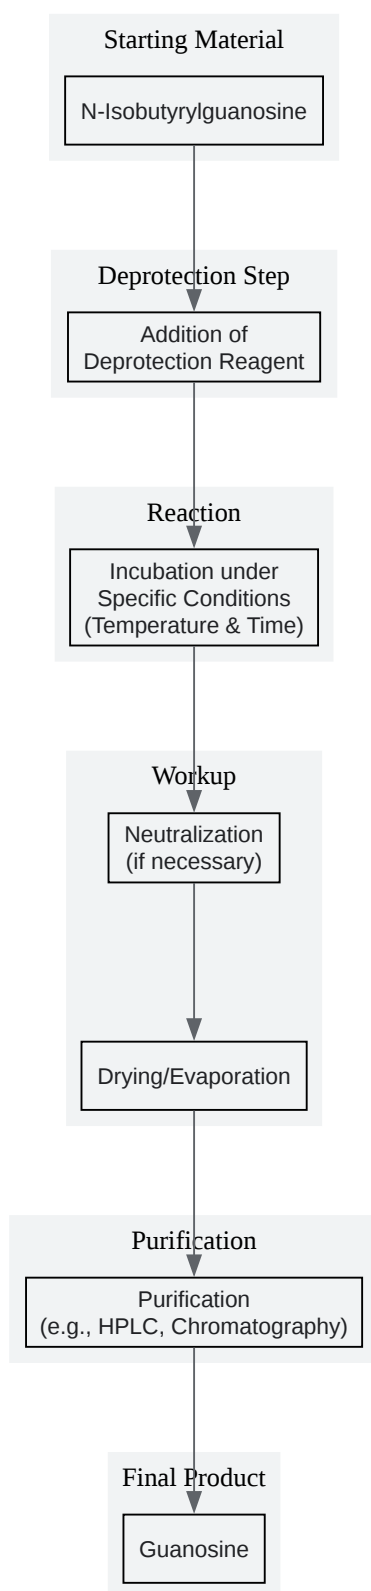 Starting Material
N-Isobutyrylguanosine
Deprotection Step
Addition of
Deprotection Reagent
Reaction
Incubation under
Specific Conditions
(Temperature & Time)
Workup
Neutralization
(if necessary)
Drying/Evaporation
Purification
Purification
(e.g., HPLC, Chromatography)
Final Product
Guanosine